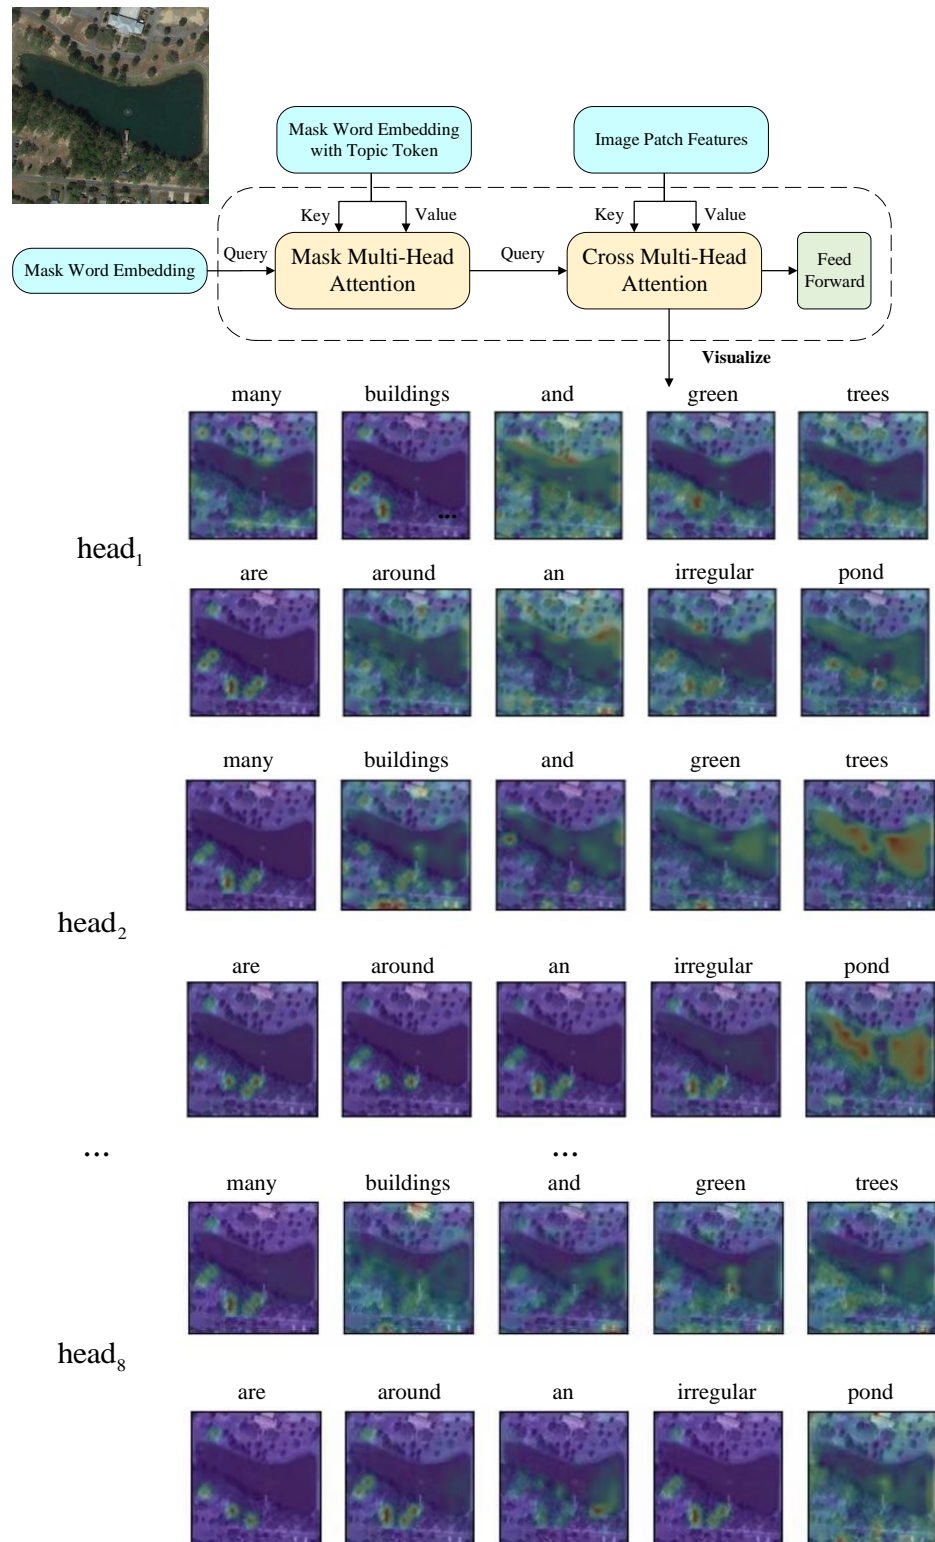 Mask Word Embedding
with Topic Token
Image Patch Features
Key
Value
Key
Value
Mask Word Embedding
Query
Mask Multi-Head
Attention
Query
Cross Multi-Head
Attention
Feed
Forward
Visualize
many buildings and green trees
...
head1
are around an irregular pond
many buildings and green trees
head2
are around an irregular pond
... ...
many buildings and green trees
head8
are around an irregular pond